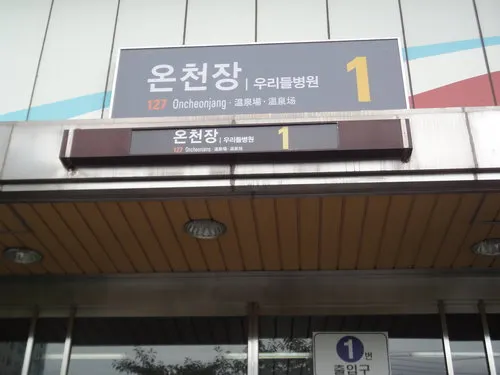 온천장 | 우리들병원 1
127 Oncheonjang · 溫泉場 · 温泉场
온천장 | 우리들병원 1
127 Oncheonjang · 溫泉場 · 温泉场
1번
출입구